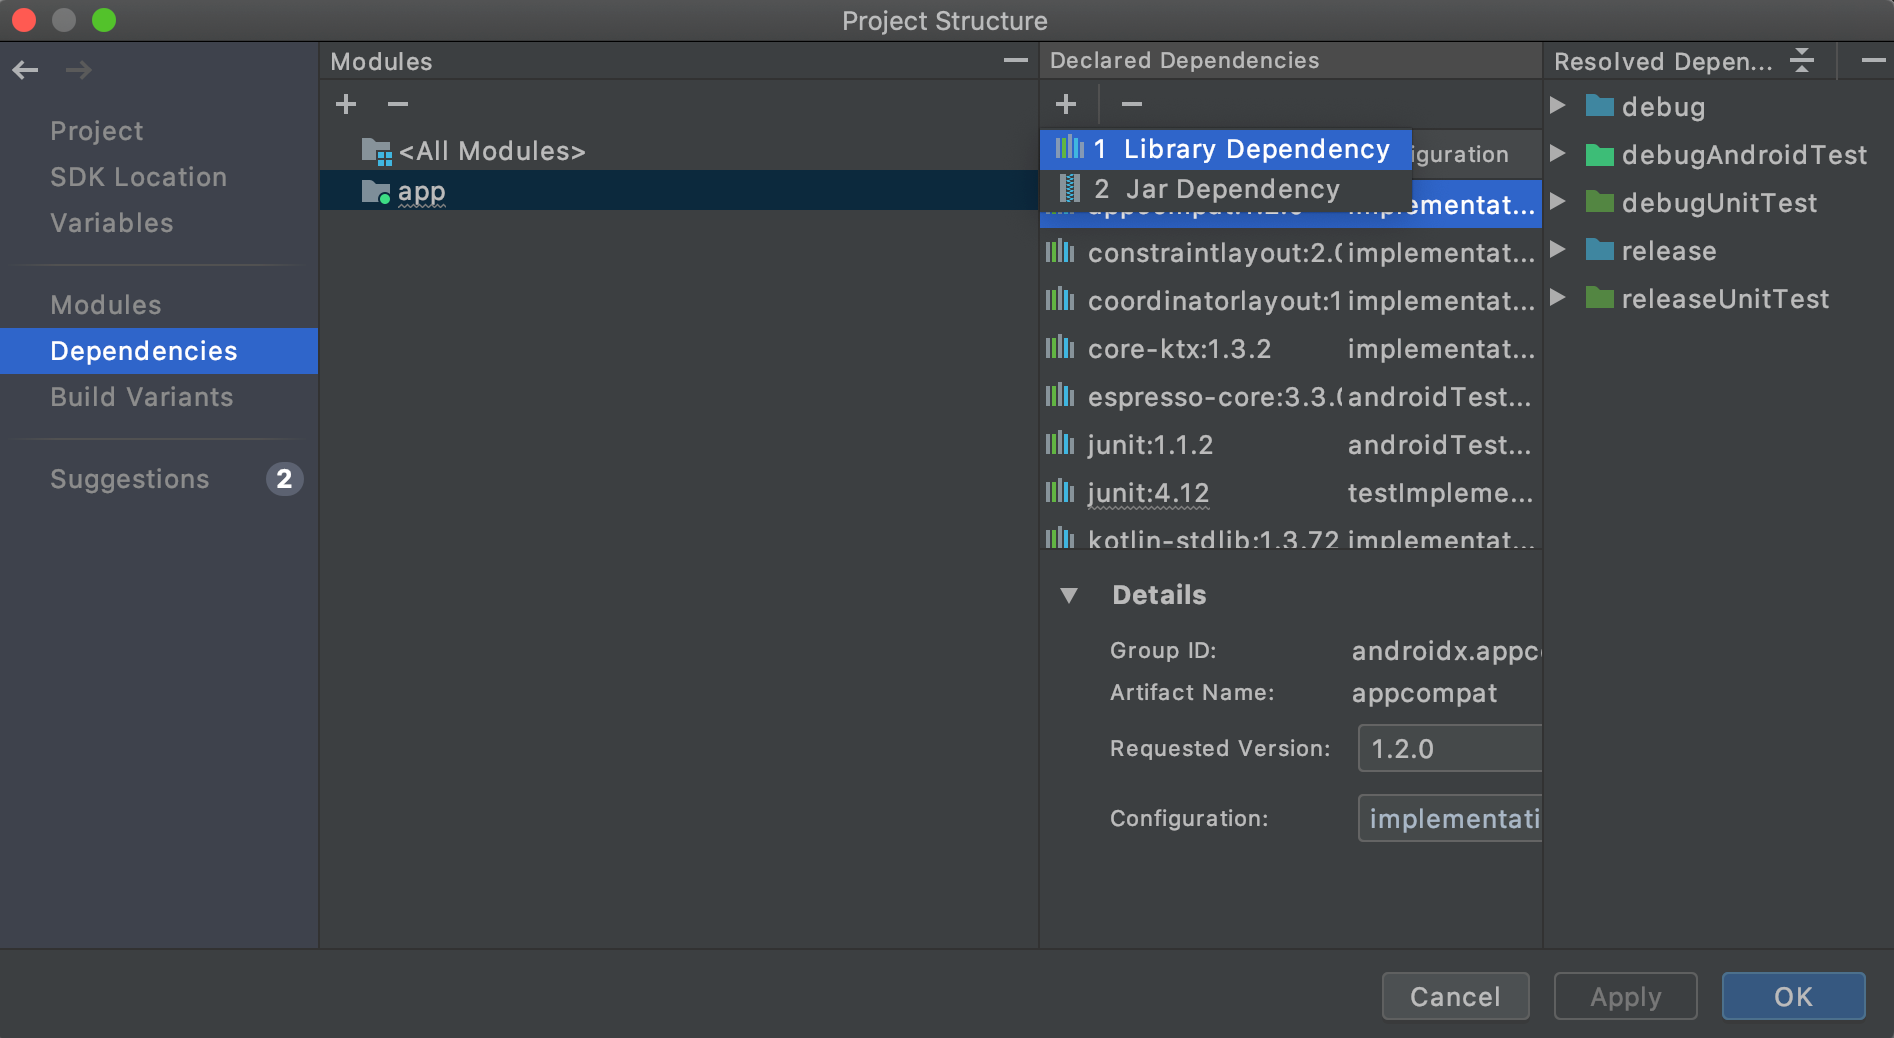 Project Structure
Project
SDK Location
Variables
Modules
Dependencies
Build Variants
Suggestions 2
Modules
<All Modules>
app
Declared Dependencies
1 Library Dependency
2 Jar Dependency
iguration
implementat...
constraintlayout:2.0 implementat...
coordinatorlayout:1 implementat...
core-ktx:1.3.2 implementat...
espresso-core:3.3.0 androidTest...
junit:1.1.2 androidTest...
junit:4.12 testImpleme...
kotlin-stdlib:1.3.72 implementat...
Details
Group ID: androidx.appc
Artifact Name: appcompat
Requested Version: 1.2.0
Configuration: implementati
Resolved Depen...
debug
debugAndroidTest
debugUnitTest
release
releaseUnitTest
Cancel
Apply
OK